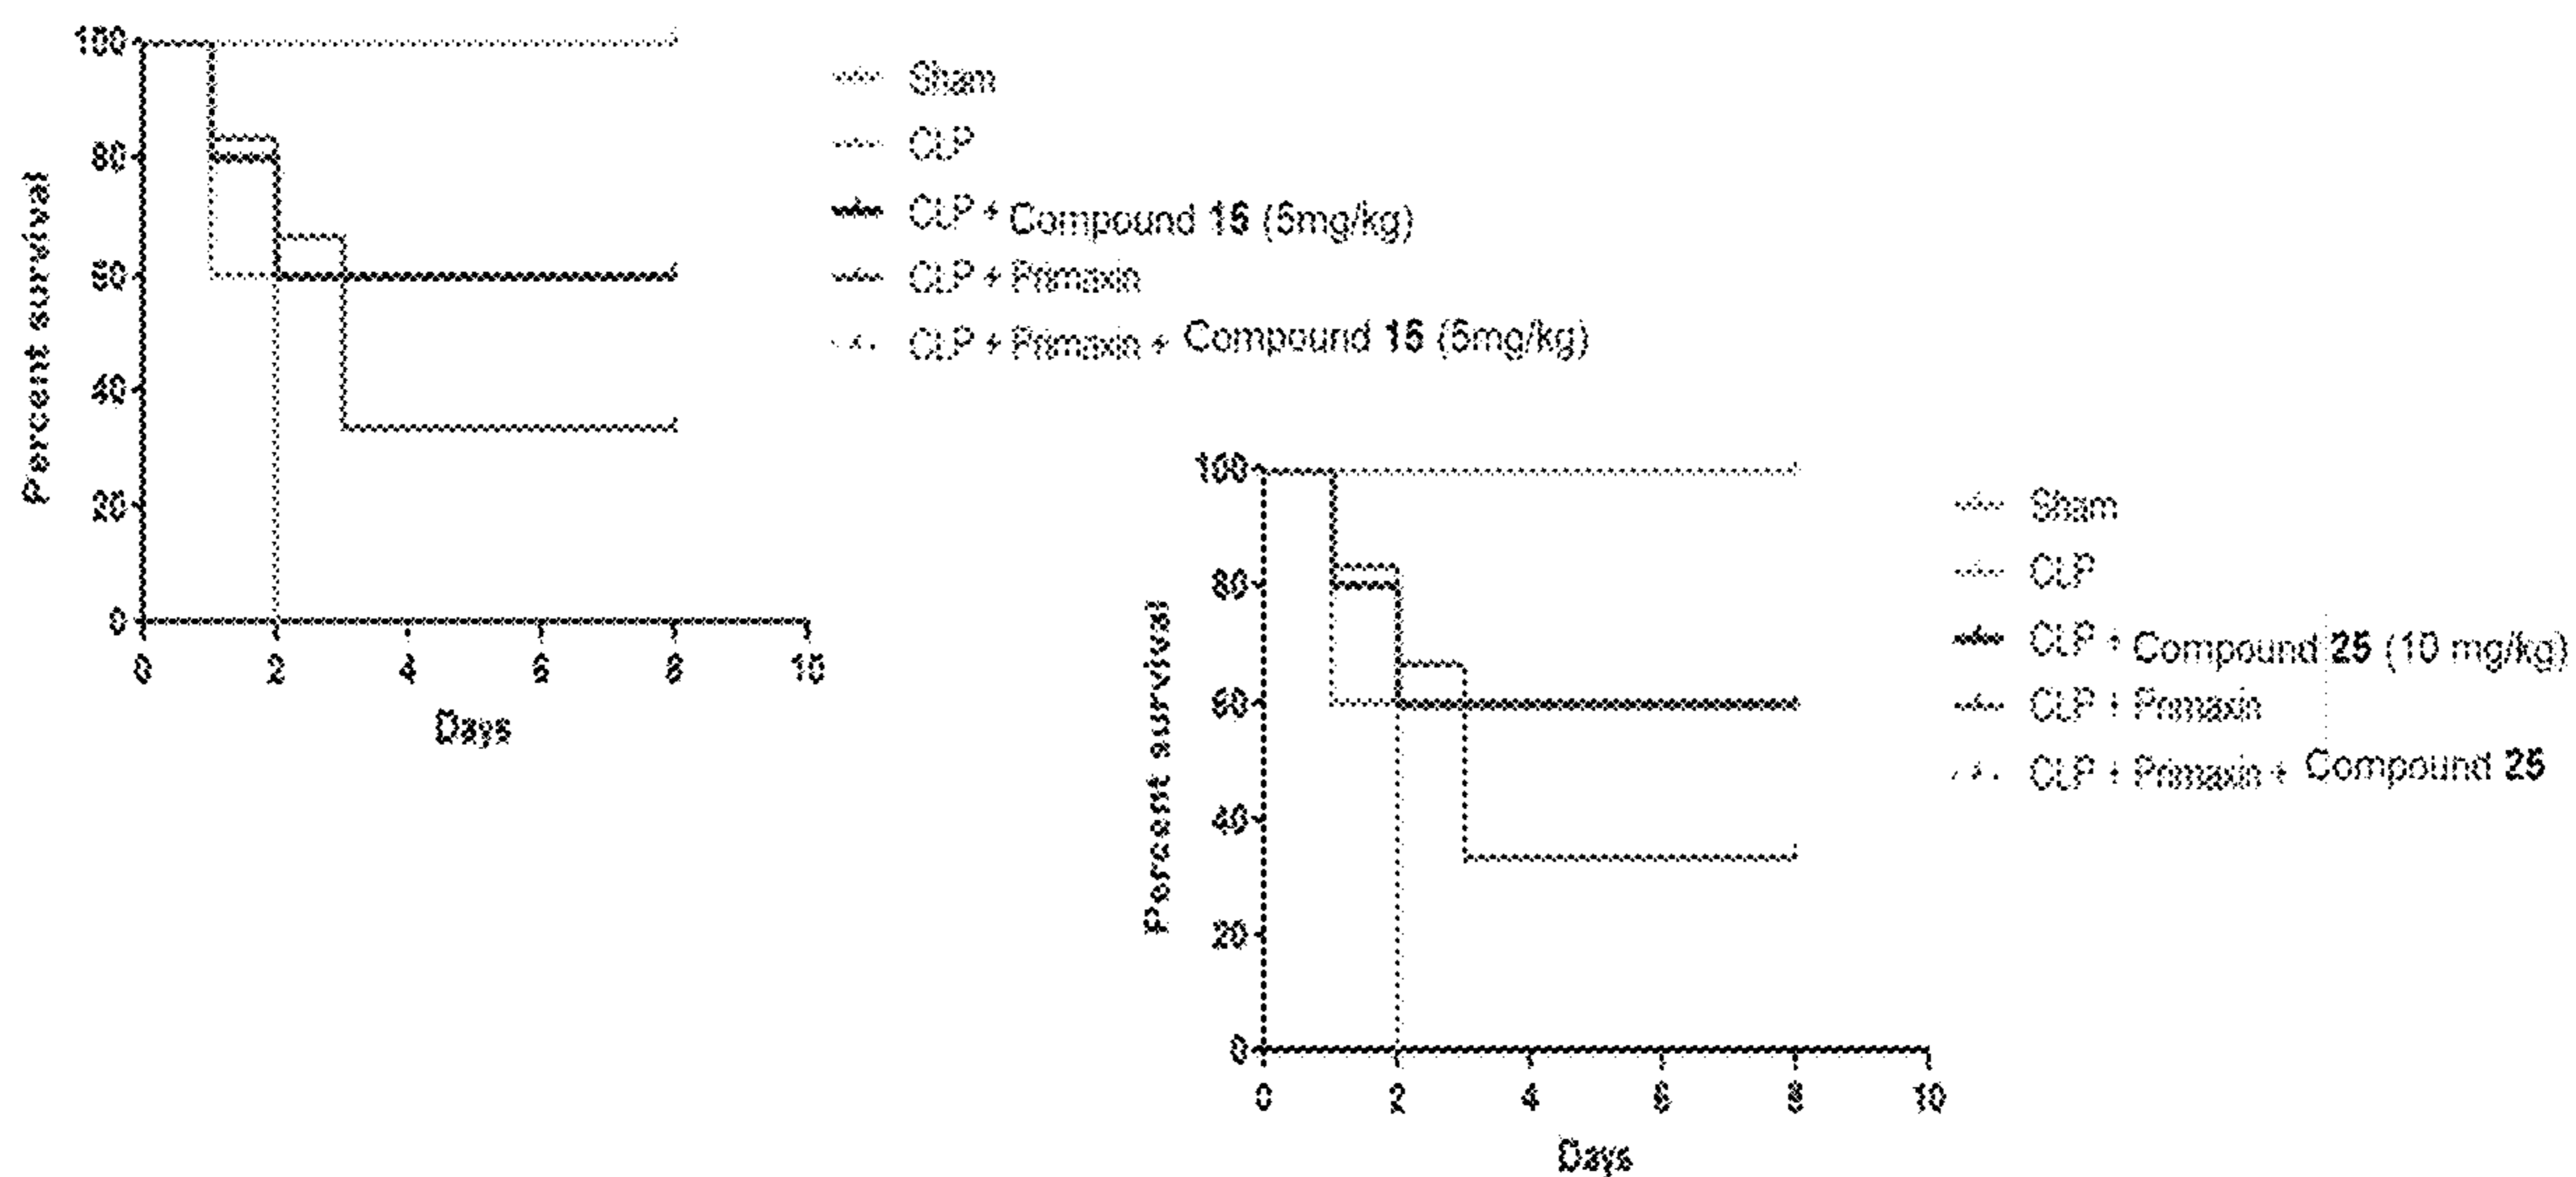 Percent survival
100
80
60
40
20
0
0 2 4 6 8 10
Days
Sham
CLP
CLP + Compound 15 (5mg/kg)
CLP + Primaxin
CLP + Primaxin + Compound 15 (5mg/kg)
Percent survival
100
80
60
40
20
0
0 2 4 6 8 10
Days
Sham
CLP
CLP + Compound 25 (10 mg/kg)
CLP + Primaxin
CLP + Primaxin + Compound 25